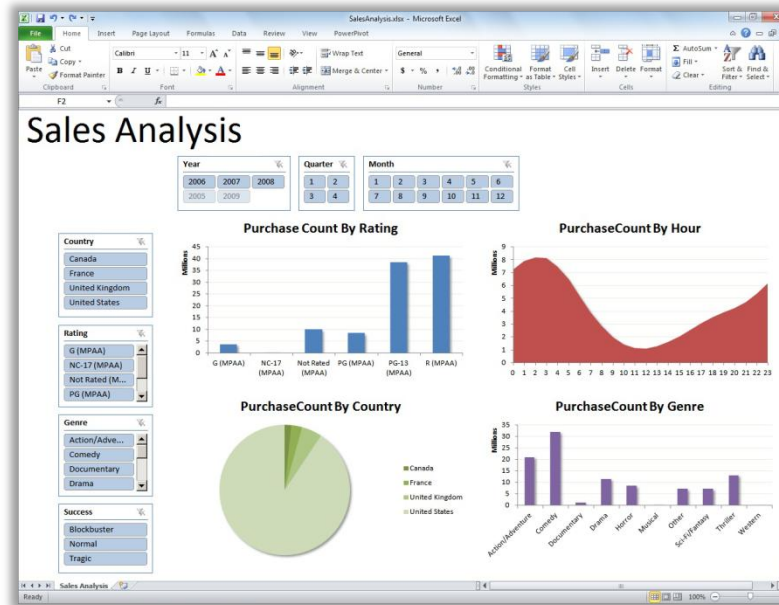 SalesAnalysis.xlsx - Microsoft Excel
File Home Insert Page Layout Formulas Data Review View PowerPivot
Paste
Cut
Copy
Format Painter
Clipboard
Calibri 11
B I U
Font
Wrap Text
Merge & Center
Alignment
General
$ % ,
Number
Conditional Formatting
Format as Table
Cell Styles
Styles
Insert Delete Format
Cells
Σ AutoSum
Fill
Clear
Sort & Filter
Find & Select
Editing
F2 fx
Sales Analysis
Year
2006 2007 2008
2005 2009
Quarter
1 2
3 4
Month
1 2 3 4 5 6
7 8 9 10 11 12
Country
Canada
France
United Kingdom
United States
Rating
G (MPAA)
NC-17 (MPAA)
Not Rated (M...
PG (MPAA)
Genre
Action/Adve...
Comedy
Documentary
Drama
Success
Blockbuster
Normal
Tragic
Purchase Count By Rating
Millions
45
40
35
30
25
20
15
10
5
0
G (MPAA) NC-17 (MPAA) Not Rated (MPAA) PG (MPAA) PG-13 (MPAA) R (MPAA)
PurchaseCount By Hour
Millions
9
8
7
6
5
4
3
2
1
0
0 1 2 3 4 5 6 7 8 9 10 11 12 13 14 15 16 17 18 19 20 21 22 23
PurchaseCount By Country
Canada
France
United Kingdom
United States
PurchaseCount By Genre
Millions
35
30
25
20
15
10
5
0
Action/Adventure
Comedy
Documentary
Drama
Horror
Musical
Other
Sci-Fi/Fantasy
Thriller
Western
Sales Analysis
Ready
100%